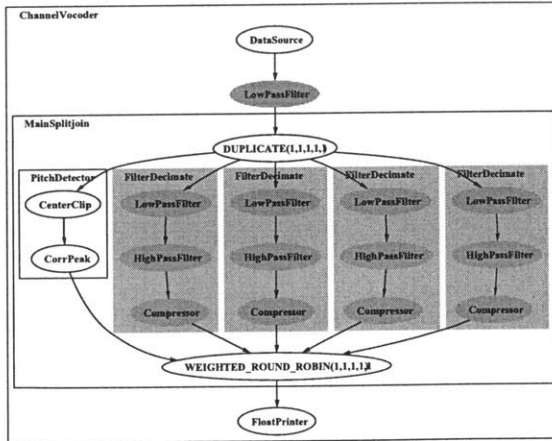 ChannelVocoder
DataSource
LowPassFilter
MainSplitjoin
DUPLICATE(1,1,1,1,1)
PitchDetector
FilterDecimate
FilterDecimate
FilterDecimate
FilterDecimate
CenterClip
LowPassFilter
LowPassFilter
LowPassFilter
LowPassFilter
CorrPeak
HighPassFilter
HighPassFilter
HighPassFilter
HighPassFilter
Compressor
Compressor
Compressor
Compressor
WEIGHTED_ROUND_ROBIN(1,1,1,1,1)
FloatPrinter